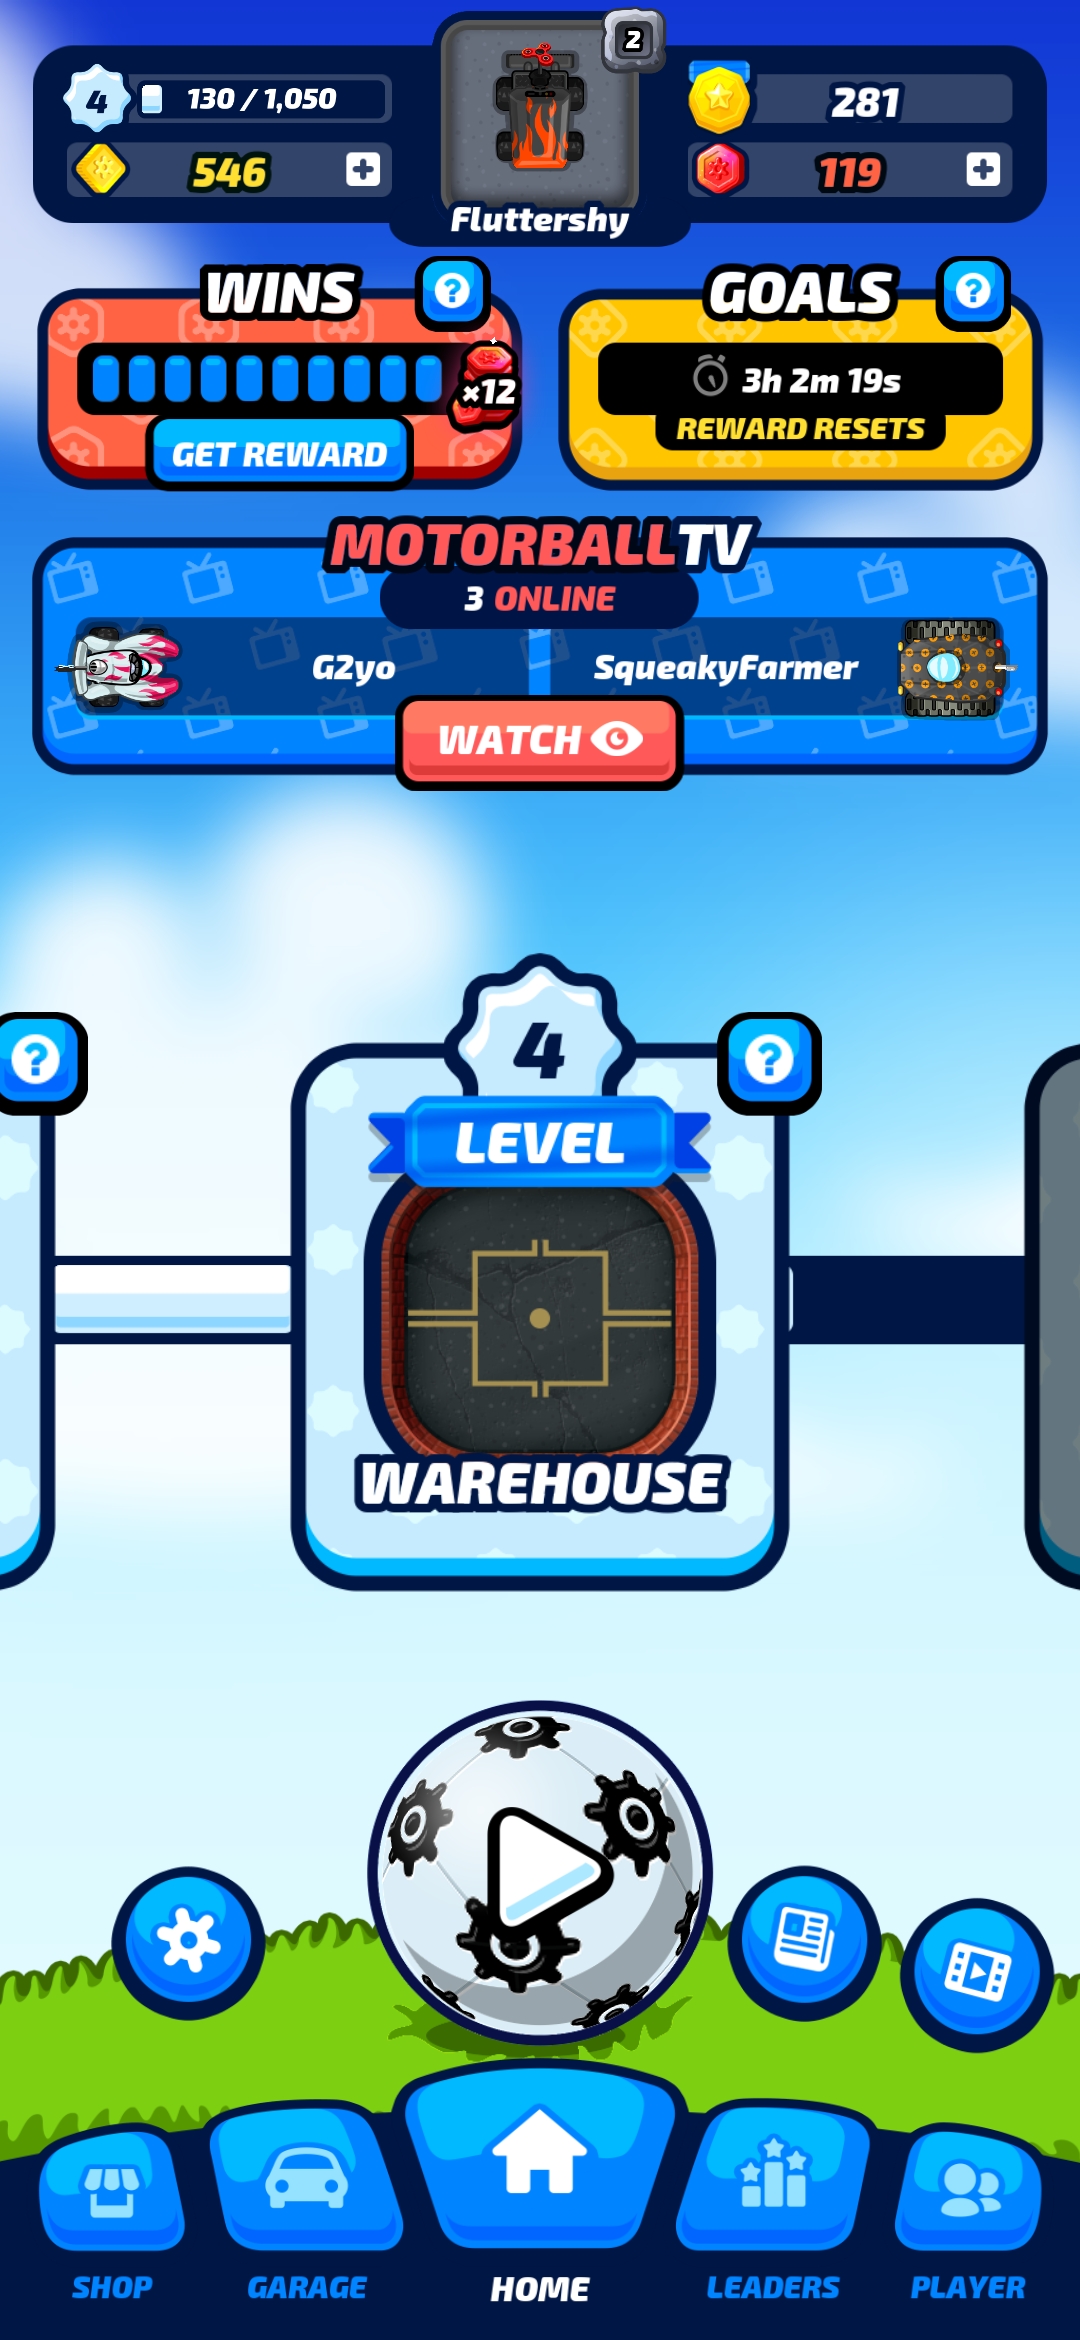 2
4
130 / 1,050
281
546
119
Fluttershy
WINS
?
GOALS
?
×12
3h 2m 19s
GET REWARD
REWARD RESETS
MOTORBALLTV
3 ONLINE
G2yo
SqueakyFarmer
WATCH
4
?
?
LEVEL
WAREHOUSE
SHOP
GARAGE
HOME
LEADERS
PLAYER